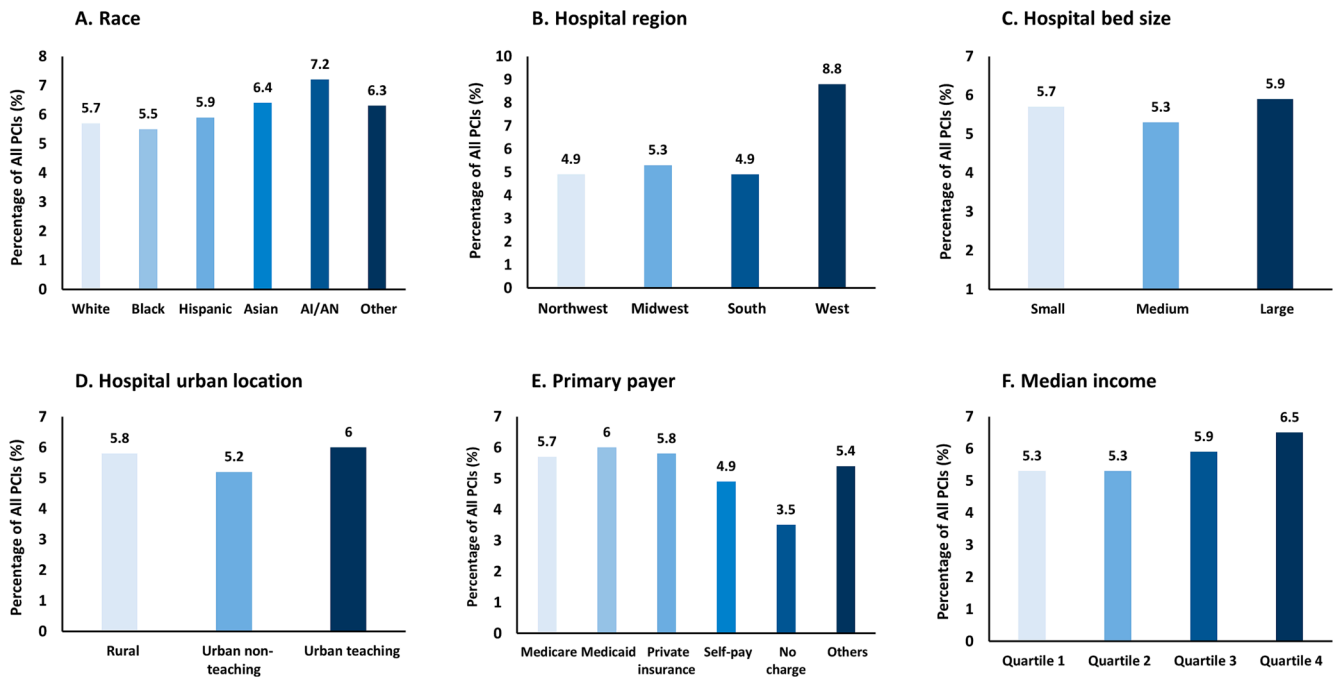 A. Race
Percentage of All PCIs (%)
8
7
6
5
4
3
2
1
0
5.7
5.5
5.9
6.4
7.2
6.3
White
Black
Hispanic
Asian
AI/AN
Other
B. Hospital region
Percentage of All PCIs (%)
10
9
8
7
6
5
4
3
2
1
0
4.9
5.3
4.9
8.8
Northwest
Midwest
South
West
C. Hospital bed size
Percentage of All PCIs (%)
7
6
5
4
3
2
1
5.7
5.3
5.9
Small
Medium
Large
D. Hospital urban location
Percentage of All PCIs (%)
7
6
5
4
3
2
1
0
5.8
5.2
6
Rural
Urban non-
teaching
Urban teaching
E. Primary payer
Percentage of All PCIs (%)
7
6
5
4
3
2
1
0
5.7
6
5.8
4.9
3.5
5.4
Medicare
Medicaid
Private
insurance
Self-pay
No
charge
Others
F. Median income
Percentage of All PCIs (%)
7
6
5
4
3
2
1
0
5.3
5.3
5.9
6.5
Quartile 1
Quartile 2
Quartile 3
Quartile 4